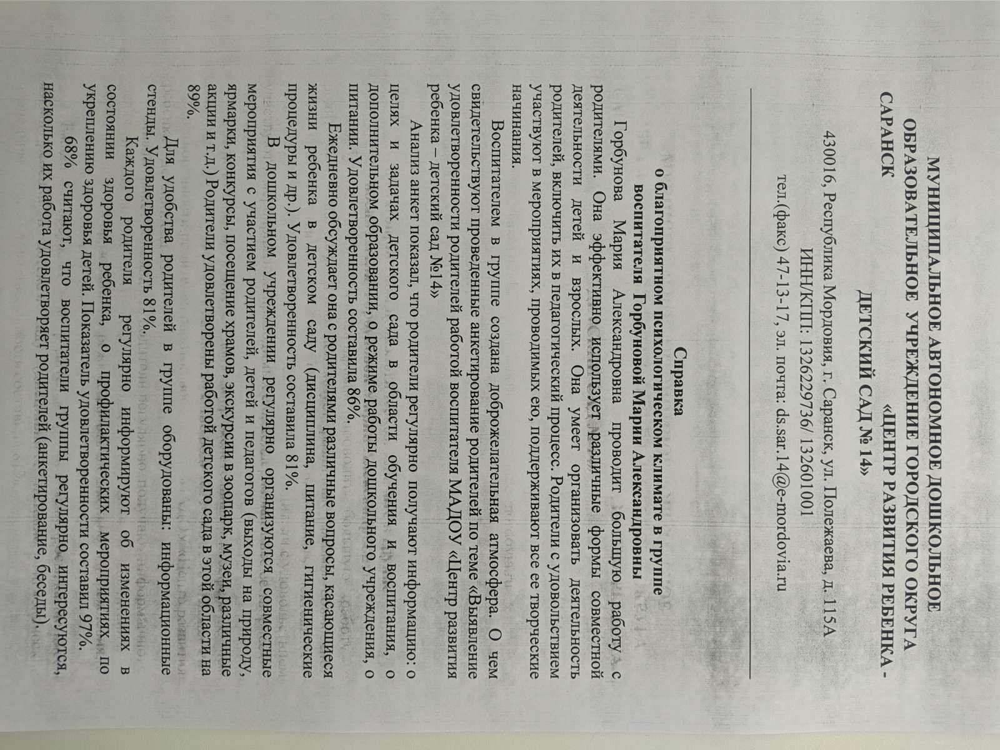 МУНИЦИПАЛЬНОЕ АВТОНОМНОЕ ДОШКОЛЬНОЕ
ОБРАЗОВАТЕЛЬНОЕ УЧРЕЖДЕНИЕ ГОРОДСКОГО ОКРУГА
САРАНСК «ЦЕНТР РАЗВИТИЯ РЕБЕНКА -
ДЕТСКИЙ САД № 14»
430016, Республика Мордовия, г. Саранск, ул. Полежаева, д. 115А
ИНН/КПП: 1326229736/ 132601001
тел.(факс) 47-13-17, эл. почта: ds.sar.14@e-mordovia.ru
Справка
о благоприятном психологическом климате в группе
воспитателя Горбуновой Марии Александровны
Горбунова Мария Александровна проводит большую работу с
родителями. Она эффективно использует различные формы совместной
деятельности детей и взрослых. Она умеет организовать деятельность
родителей, включить их в педагогический процесс. Родители с удовольствием
участвуют в мероприятиях, проводимых ею, поддерживают все ее творческие
начинания.
Воспитателем в группе создана доброжелательная атмосфера. О чем
свидетельствуют проведенные анкетирование родителей по теме «Выявление
удовлетворенности родителей работой воспитателя МАДОУ «Центр развития
ребенка – детский сад №14»
Анализ анкет показал, что родители регулярно получают информацию: о
целях и задачах детского сада в области обучения и воспитания, о
дополнительном образовании, о режиме работы дошкольного учреждения, о
питании. Удовлетворенность составила 86%.
Ежедневно обсуждает она с родителями различные вопросы, касающиеся
жизни ребенка в детском саду (дисциплина, питание, гигиенические
процедуры и др.). Удовлетворенность составила 81%.
В дошкольном учреждении регулярно организуются совместные
мероприятия с участием родителей, детей и педагогов (выходы на природу,
ярмарки, конкурсы, посещение храмов, экскурсии в зоопарк, музеи, различные
акции и т.д.) Родители удовлетворены работой детского сада в этой области на
89%.
Для удобства родителей в группе оборудованы: информационные
стенды. Удовлетворенность 81%.
Каждого родителя регулярно информируют об изменениях в
состоянии здоровья ребенка, о профилактических мероприятиях по
укреплению здоровья детей. Показатель удовлетворенности составил 97%.
68% считают, что воспитатели группы регулярно интересуются,
насколько их работа удовлетворяет родителей (анкетирование, беседы).